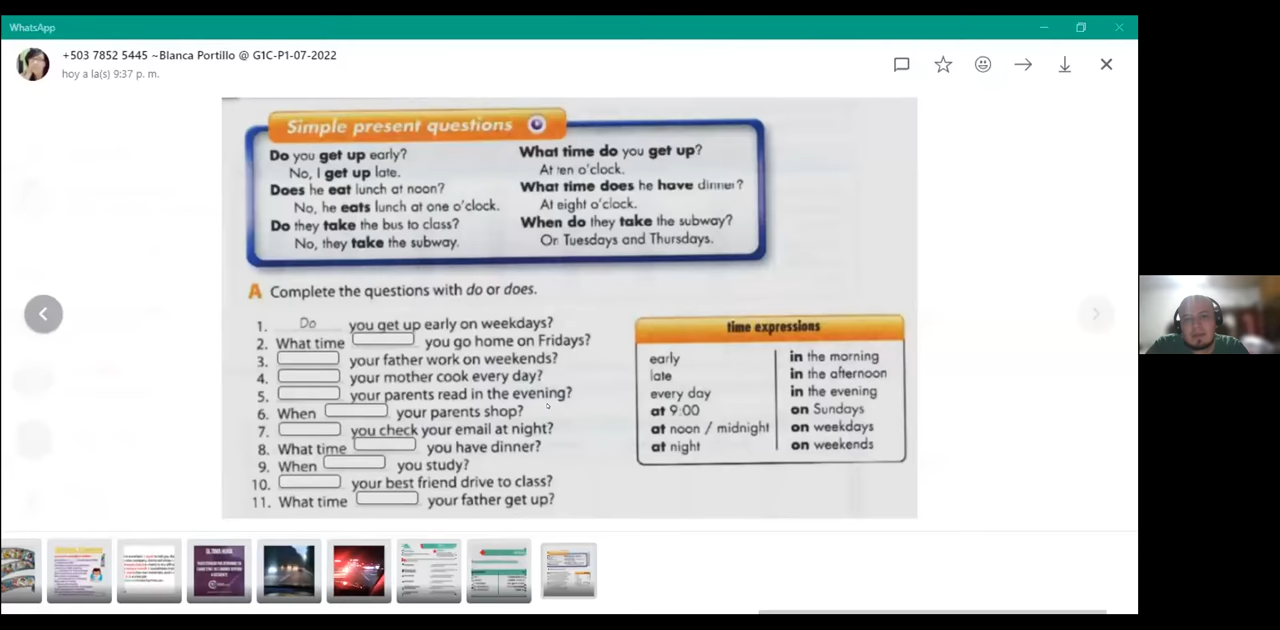 WhatsApp
+503 7852 5445 ~Blanca Portillo @ G1C-P1-07-2022
hoy a la(s) 9:37 p. m.
Simple present questions
Do you get up early?
No, I get up late.
Does he eat lunch at noon?
No, he eats lunch at one o'clock.
Do they take the bus to class?
No, they take the subway.
What time do you get up?
At ten o'clock.
What time does he have dinner?
At eight o'clock.
When do they take the subway?
On Tuesdays and Thursdays.
A Complete the questions with do or does.
1. Do you get up early on weekdays?
2. What time you go home on Fridays?
3. your father work on weekends?
4. your mother cook every day?
5. your parents read in the evening?
6. When your parents shop?
7. you check your email at night?
8. What time you have dinner?
9. When you study?
10. your best friend drive to class?
11. What time your father get up?
time expressions
early
late
every day
at 9:00
at noon / midnight
at night
in the morning
in the afternoon
in the evening
on Sundays
on weekdays
on weekends
ÚLTIMA HORA